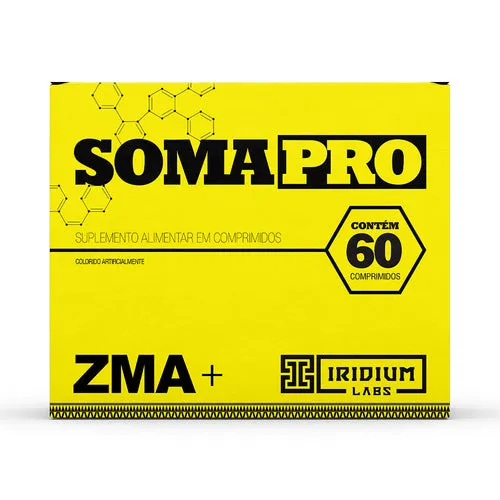 SOMAPRO
SUPLEMENTO ALIMENTAR EM COMPRIMIDOS
COLORIDO ARTIFICIALMENTE
CONTÉM
60
COMPRIMIDOS
ZMA +
IRIDIUM
LABS